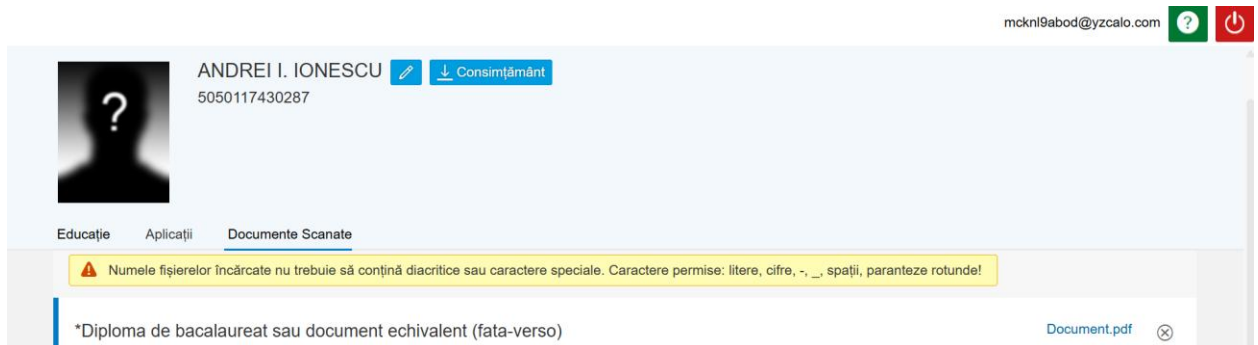 mcknl9abod@yzcalo.com
ANDREI I. IONESCU Consimțământ
5050117430287
Educație Aplicații Documente Scanate
Numele fișierelor încărcate nu trebuie să conțină diacritice sau caractere speciale. Caractere permise: litere, cifre, -, _, spații, paranteze rotunde!
*Diploma de bacalaureat sau document echivalent (fata-verso) Document.pdf